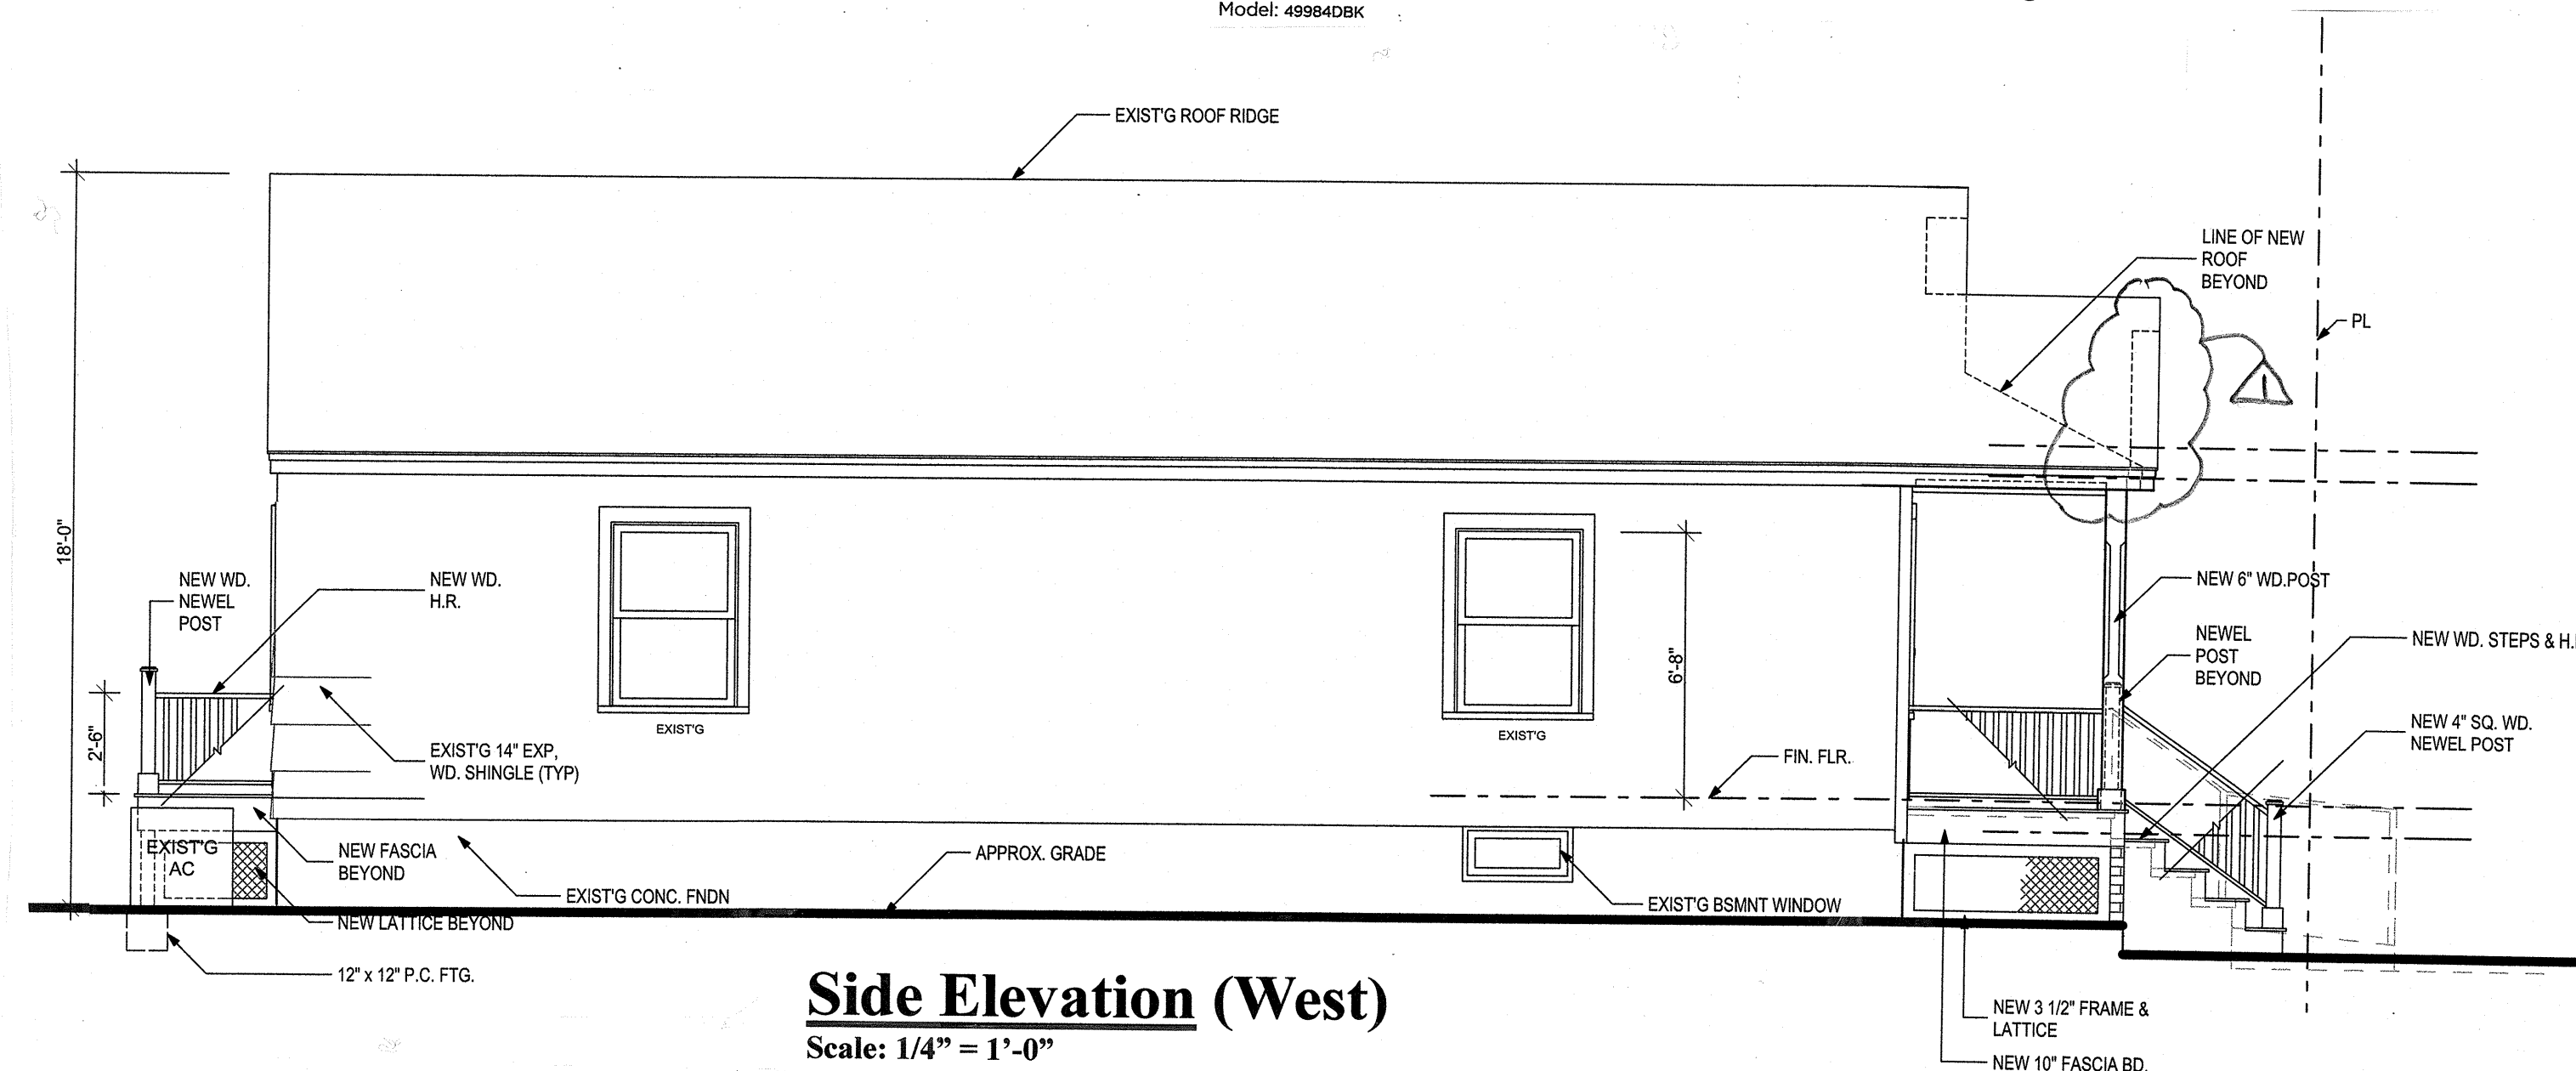 Model: 49984DBK
EXIST'G ROOF RIDGE
LINE OF NEW
ROOF
BEYOND
PL
18'-0"
NEW WD.
NEWEL
POST
NEW WD.
H.R.
2'-6"
EXIST'G 14" EXP,
WD. SHINGLE (TYP)
EXIST'G
EXIST'G
6'-8"
FIN. FLR.
NEW 6" WD.POST
NEWEL
POST
BEYOND
NEW WD. STEPS & H.
NEW 4" SQ. WD.
NEWEL POST
EXIST'G
AC
NEW FASCIA
BEYOND
NEW LATTICE BEYOND
EXIST'G CONC. FNDN
APPROX. GRADE
EXIST'G BSMNT WINDOW
12" x 12" P.C. FTG.
NEW 3 1/2" FRAME &
LATTICE
NEW 10" FASCIA BD.
1
Side Elevation (West)
Scale: 1/4” = 1’-0”